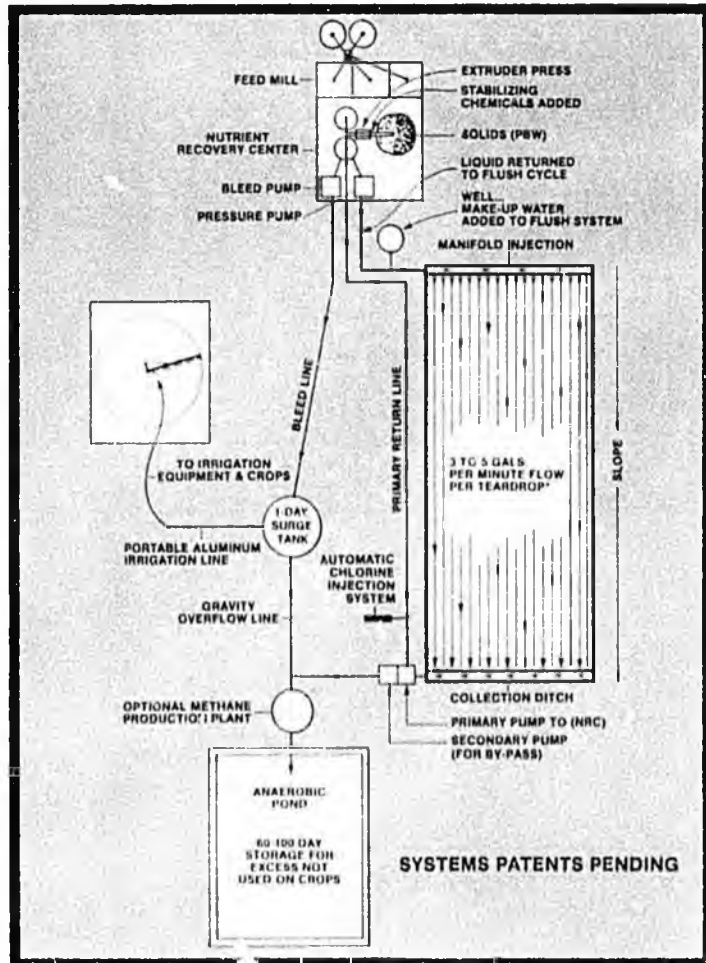 FEED MILL
EXTRUDER PRESS
STABILIZING
CHEMICALS ADDED
NUTRIENT
RECOVERY CENTER
SOLIDS (PBW)
BLEED PUMP
LIQUID RETURNED
TO FLUSH CYCLE
PRESSURE PUMP
WELL
MAKE-UP WATER
ADDED TO FLUSH SYSTEM
MANIFOLD INJECTION
BLEED LINE
PRIMARY RETURN LINE
3 TO 5 GALS
PER MINUTE FLOW
PER TEARDROP*
SLOPE
TO IRRIGATION
EQUIPMENT & CROPS
1-DAY
SURGE
TANK
PORTABLE ALUMINUM
IRRIGATION LINE
AUTOMATIC
CHLORINE
INJECTION
SYSTEM
GRAVITY
OVERFLOW LINE
COLLECTION DITCH
OPTIONAL METHANE
PRODUCTION PLANT
PRIMARY PUMP TO (NRC)
SECONDARY PUMP
(FOR BY-PASS)
ANAEROBIC
POND
60-100 DAY
STORAGE FOR
EXCESS NOT
USED ON CROPS
SYSTEMS PATENTS PENDING